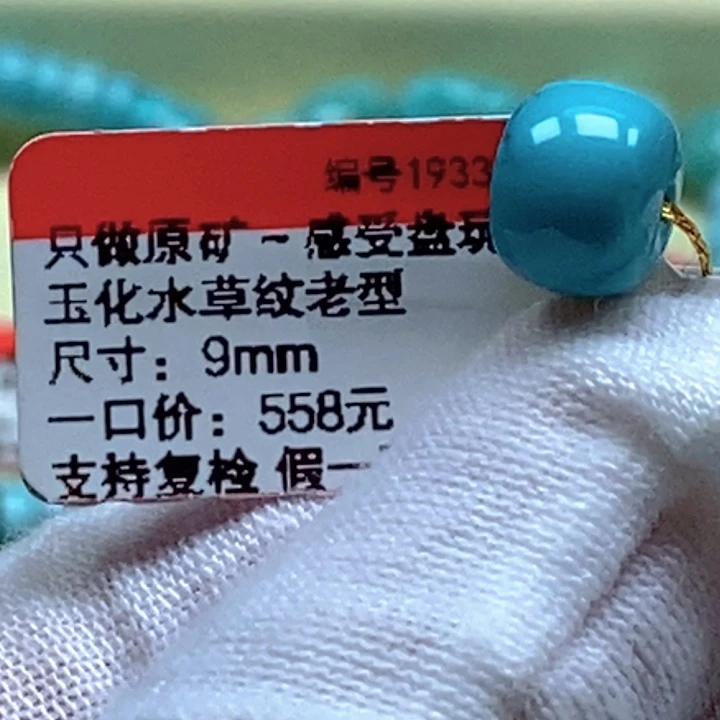 编号1933
只做原矿~感受盘玩
玉化水草纹老型
尺寸：9mm
一口价：558元
支持复检 假一